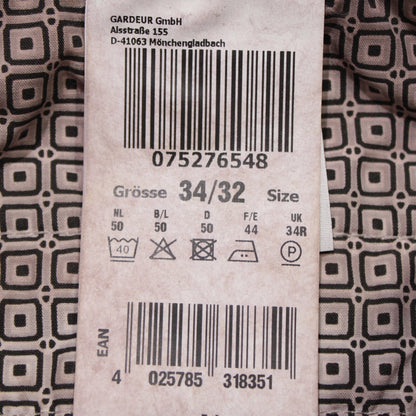 GARDEUR GmbH
Alsstraße 155
D-41063 Mönchengladbach
075276548
Grösse 34/32 Size
NL B/L D F/E UK
50 50 50 44 34R
40 P
EAN
4 025785 318351